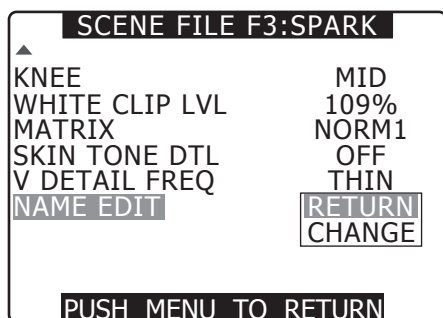 SCENE FILE F3:SPARK
KNEE MID
WHITE CLIP LVL 109%
MATRIX NORM1
SKIN TONE DTL OFF
V DETAIL FREQ THIN
NAME EDIT RETURN
CHANGE
PUSH MENU TO RETURN